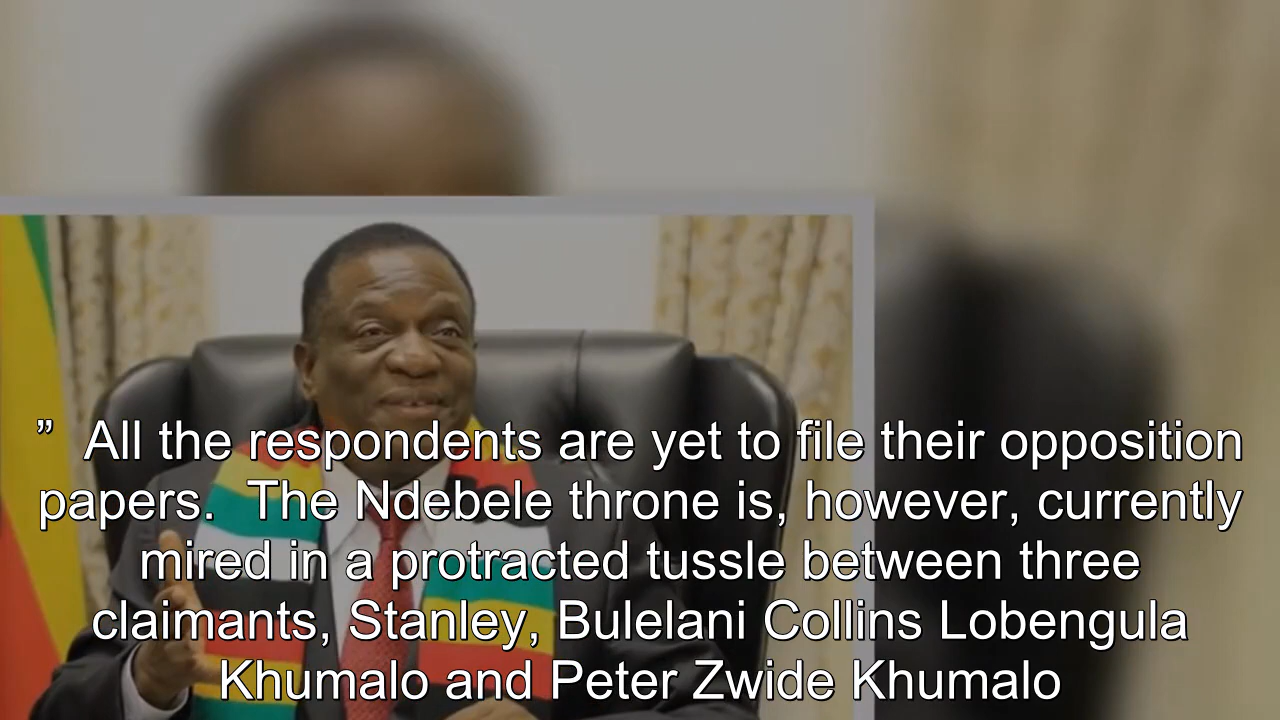 ”  All the respondents are yet to file their opposition
papers.  The Ndebele throne is, however, currently
mired in a protracted tussle between three
claimants, Stanley, Bulelani Collins Lobengula
Khumalo and Peter Zwide Khumalo